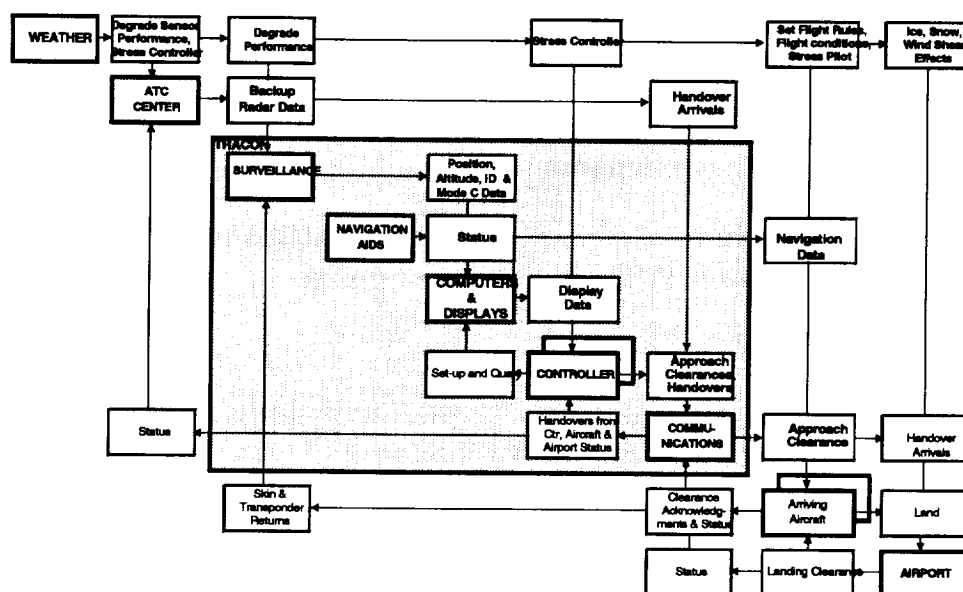 WEATHER
Degrade Sensor
Performance,
Stress Controller
Degrade
Performance
Stress Controller
Set Flight Rules,
Flight conditions,
Stress Pilot
Ice, Snow,
Wind Shear
Effects
ATC
CENTER
Backup
Radar Data
Handover
Arrivals
TRACON
SURVEILLANCE
Position,
Altitude, ID &
Mode C Data
NAVIGATION
AIDS
Status
Navigation
Data
COMPUTERS
&
DISPLAYS
Display
Data
Set-up and
CONTROLLER
Approach
Clearances,
Handovers
Status
Handovers from
Ctr, Aircraft &
Airport Status
COMMU-
NICATIONS
Approach
Clearance
Handover
Arrivals
Skin &
Transponder
Returns
Clearance
Acknowledg-
ments & Status
Arriving
Aircraft
Land
Status
Landing Clearance
AIRPORT